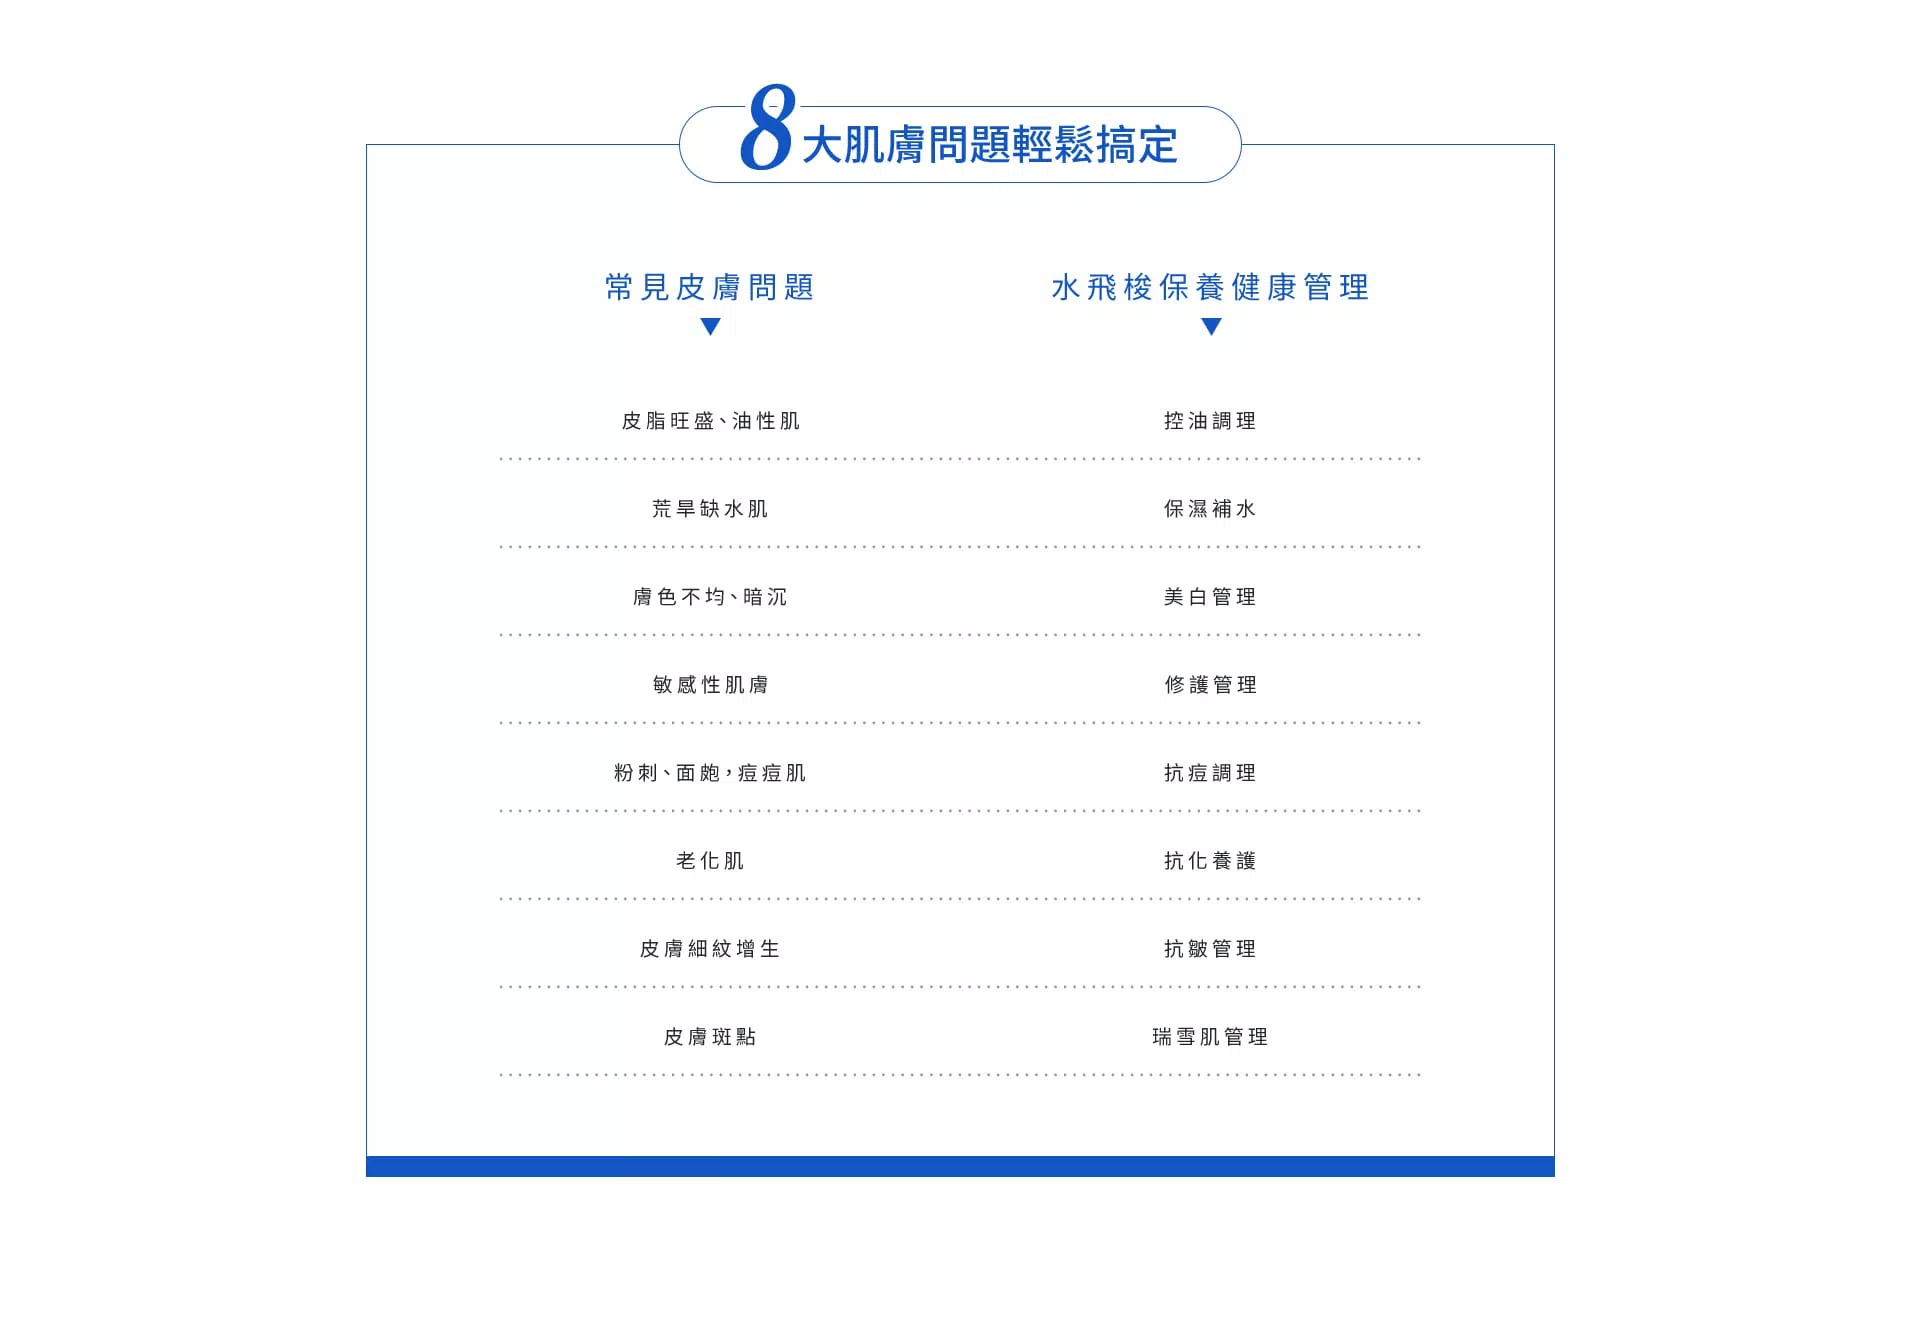 8大肌膚問題輕鬆搞定
常見皮膚問題 水飛梭保養健康管理
皮脂旺盛、油性肌 控油調理
荒旱缺水肌 保濕補水
膚色不均、暗沉 美白管理
敏感性肌膚 修護管理
粉刺、面皰，痘痘肌 抗痘調理
老化肌 抗化養護
皮膚細紋增生 抗皺管理
皮膚斑點 瑞雪肌管理